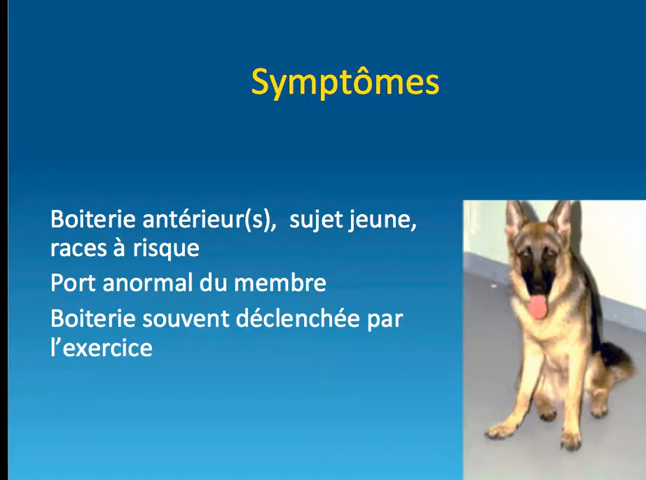 Symptômes
Boiterie antérieur(s),  sujet jeune,
races à risque
Port anormal du membre
Boiterie souvent déclenchée par
l’exercice